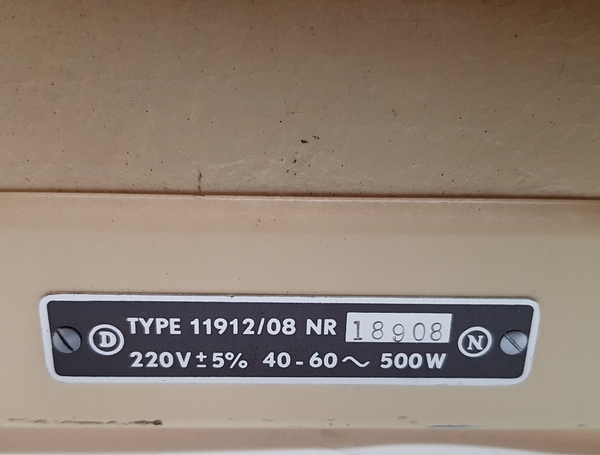 D TYPE 11912/08 NR 18908 N
220V ± 5% 40-60 ~ 500W